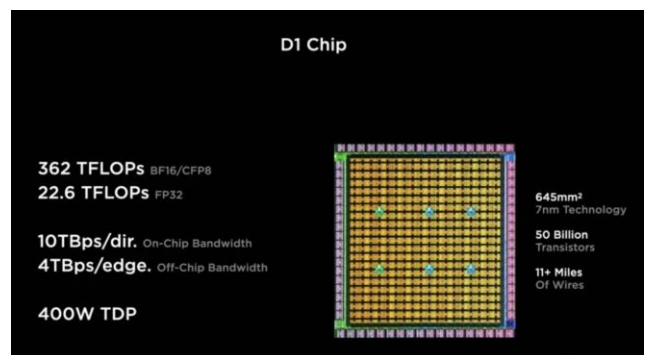 D1 Chip
362 TFLOPs BF16/CFP8
22.6 TFLOPs FP32
10TBps/dir. On-Chip Bandwidth
4TBps/edge. Off-Chip Bandwidth
400W TDP
645mm²
7nm Technology
50 Billion
Transistors
11+ Miles
Of Wires